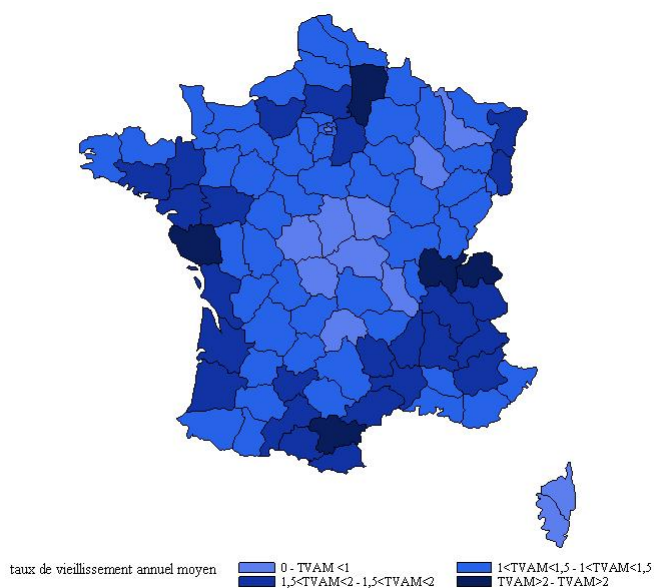 taux de vieillissement annuel moyen
0 - TVAM <1
1<TVAM<1,5 - 1<TVAM<1,5
1,5<TVAM<2 - 1,5<TVAM<2
TVAM>2 - TVAM>2